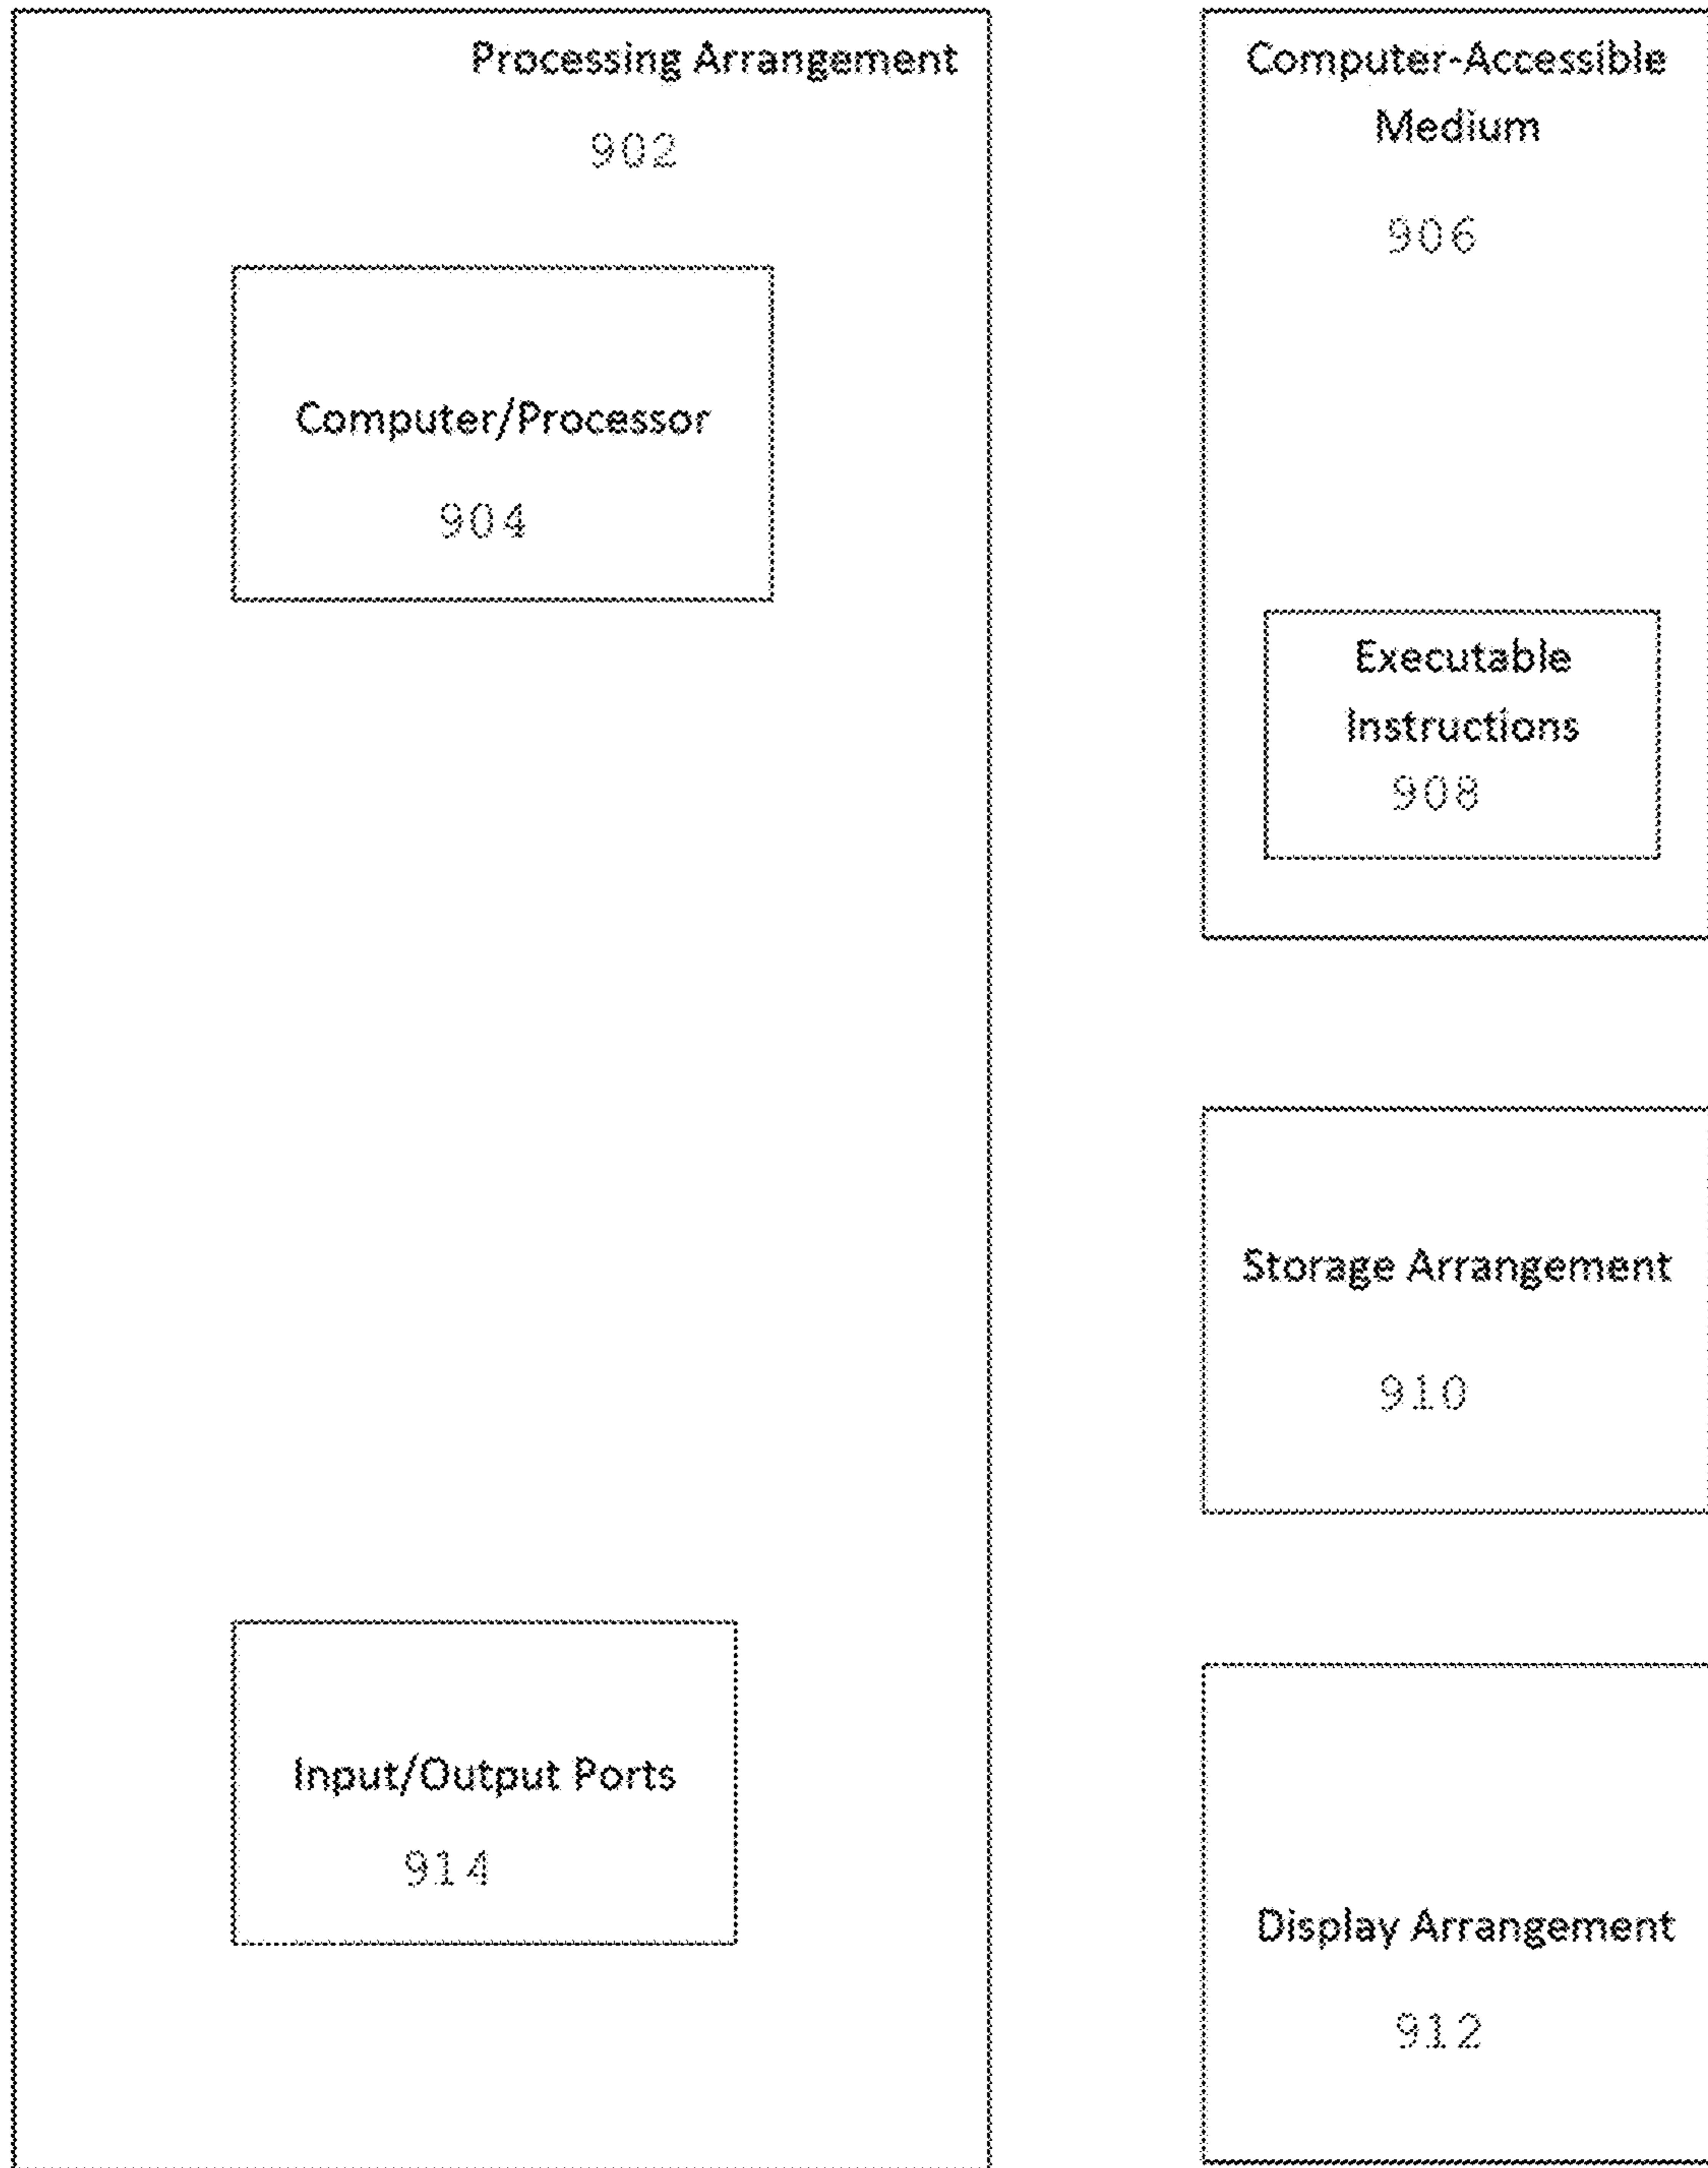 Processing Arrangement
902
Computer/Processor
904
Input/Output Ports
914
Computer-Accessible
Medium
906
Executable
Instructions
908
Storage Arrangement
910
Display Arrangement
912